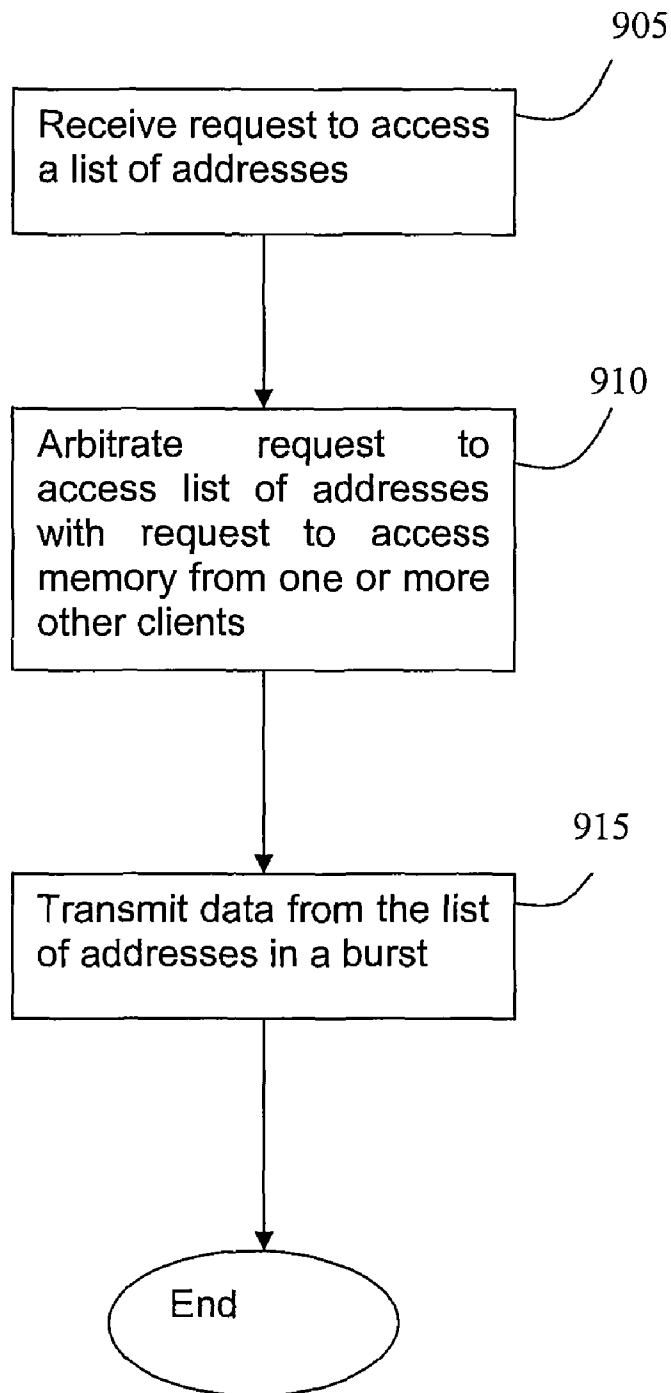 905
Receive request to access
a list of addresses
910
Arbitrate request to
access list of addresses
with request to access
memory from one or more
other clients
915
Transmit data from the list
of addresses in a burst
End